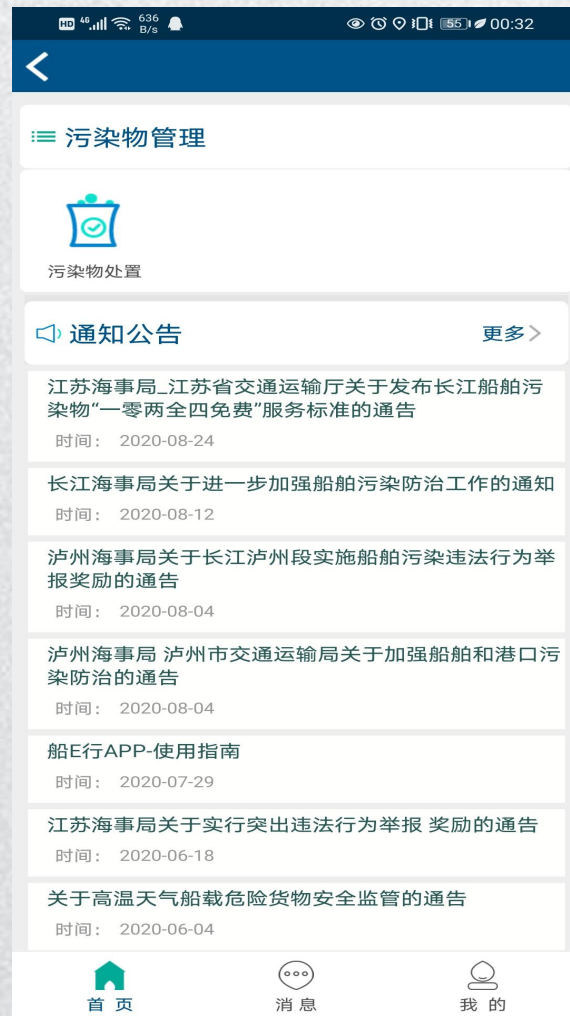 HD 4G 636 B/s 55 00:32
污染物管理
污染物处置
通知公告 更多
江苏海事局_江苏省交通运输厅关于发布长江船舶污
染物“一零两全四免费”服务标准的通告
时间： 2020-08-24
长江海事局关于进一步加强船舶污染防治工作的通知
时间： 2020-08-12
泸州海事局关于长江泸州段实施船舶污染违法行为举
报奖励的通告
时间： 2020-08-04
泸州海事局 泸州市交通运输局关于加强船舶和港口污
染防治的通告
时间： 2020-08-04
船E行APP-使用指南
时间： 2020-07-29
江苏海事局关于实行突出违法行为举报 奖励的通告
时间： 2020-06-18
关于高温天气船载危险货物安全监管的通告
时间： 2020-06-04
首 页 消 息 我 的